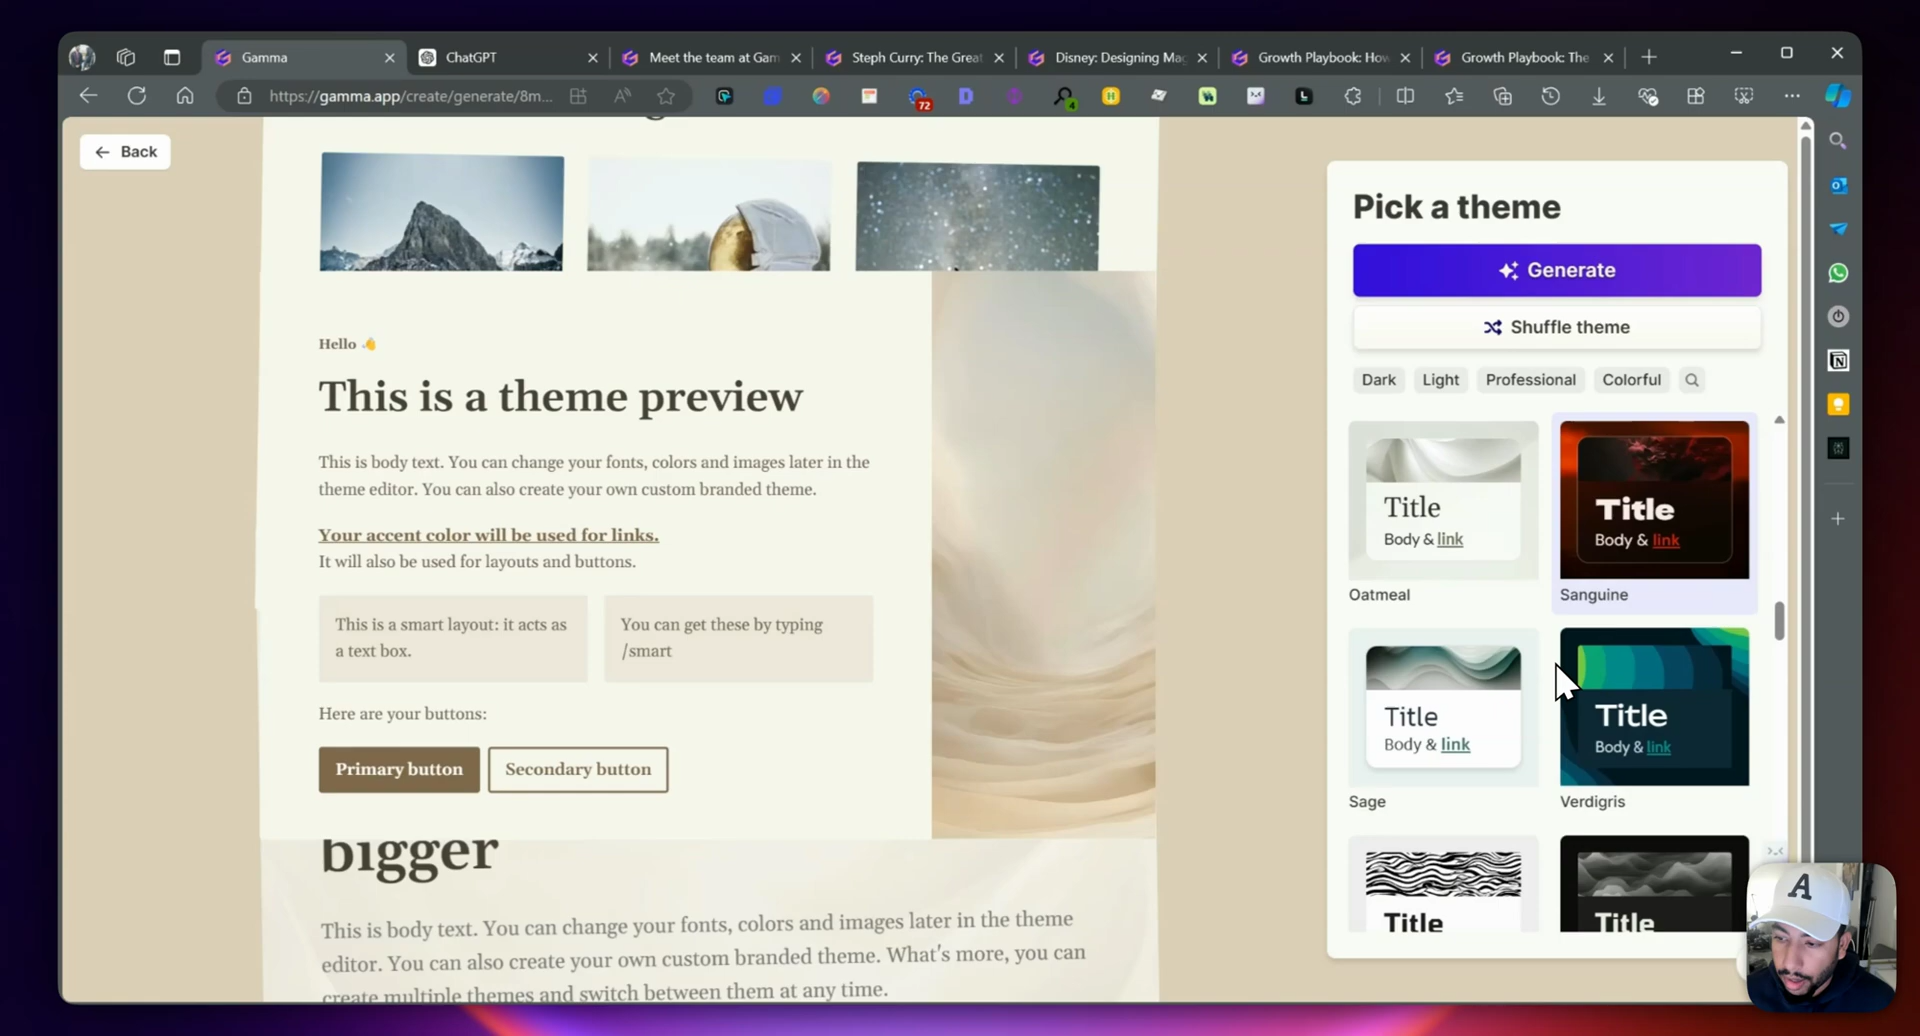 Gamma
ChatGPT
Meet the team at Gam
Steph Curry: The Great
Disney: Designing Mag
Growth Playbook: How
Growth Playbook: The
https://gamma.app/create/generate/8m...
72
4
Back
Hello
This is a theme preview
This is body text. You can change your fonts, colors and images later in the
theme editor. You can also create your own custom branded theme.
Your accent color will be used for links.
It will also be used for layouts and buttons.
This is a smart layout: it acts as
a text box.
You can get these by typing
/smart
Here are your buttons:
Primary button
Secondary button
bigger
This is body text. You can change your fonts, colors and images later in the theme
editor. You can also create your own custom branded theme. What's more, you can
create multiple themes and switch between them at any time.
Pick a theme
Generate
Shuffle theme
Dark
Light
Professional
Colorful
Title
Body & link
Oatmeal
Title
Body & link
Sanguine
Title
Body & link
Sage
Title
Body & link
Verdigris
Title
Title
A